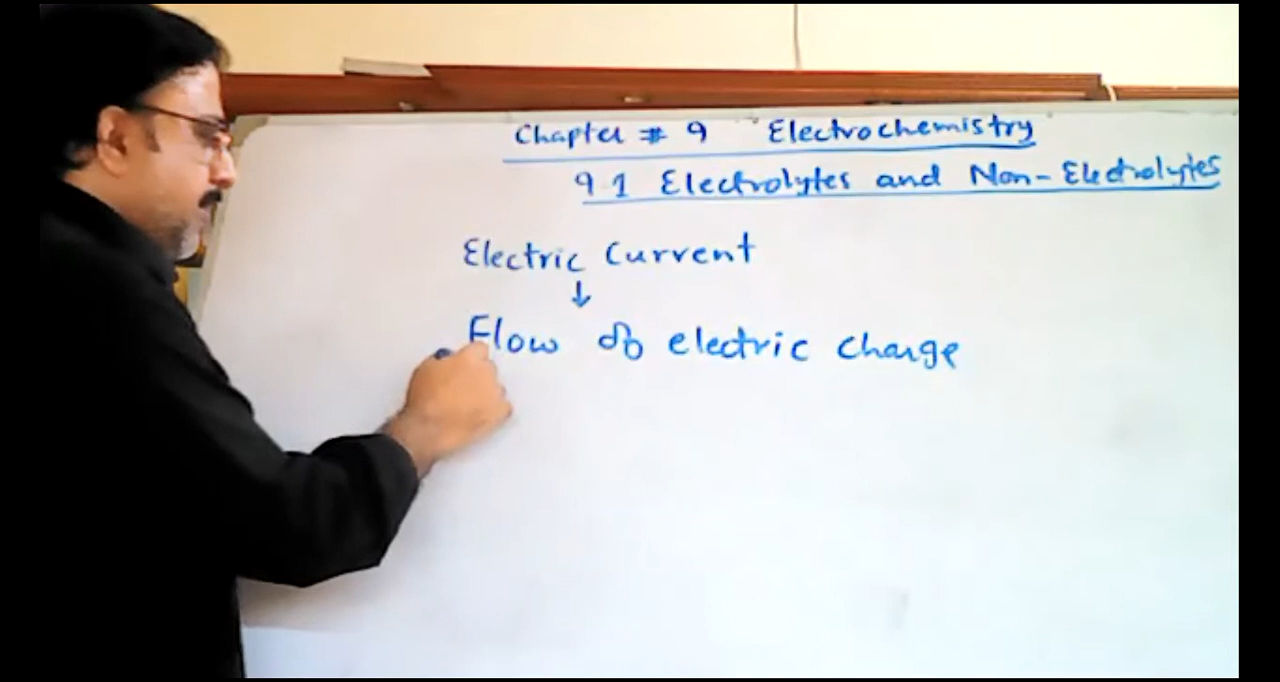 Chapter # 9 Electrochemistry
9.1 Electrolytes and Non-Electrolytes
Electric Current
↓
Flow of electric charge